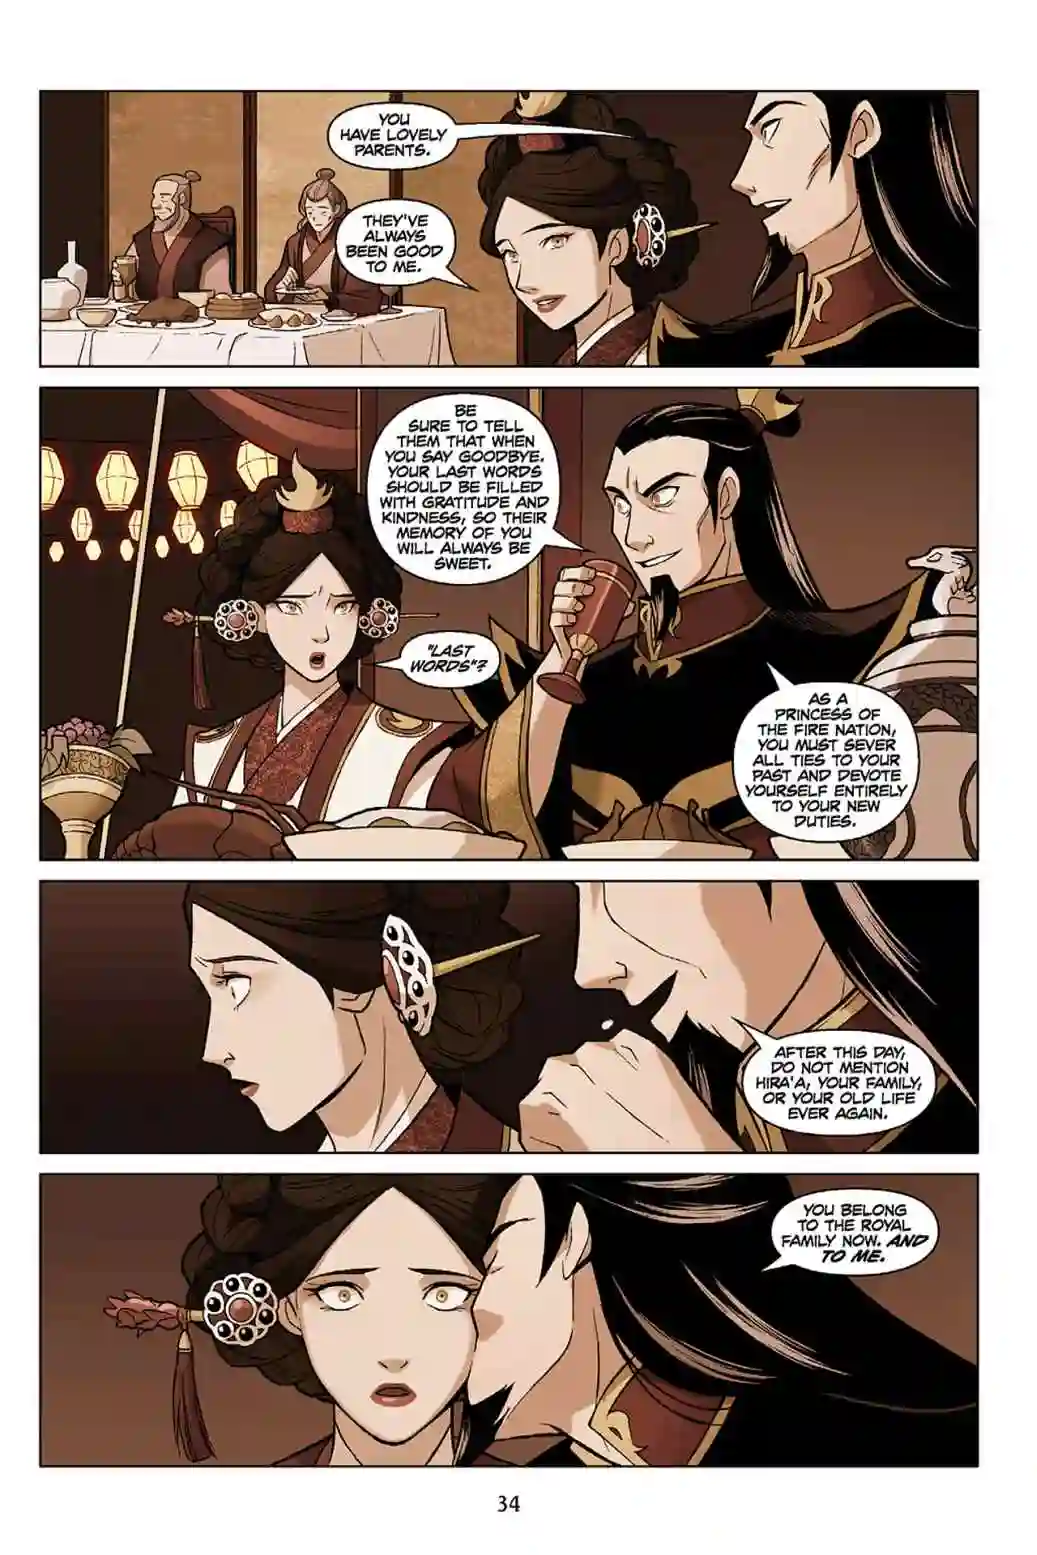 YOU
HAVE LOVELY
PARENTS.
THEY'VE
ALWAYS
BEEN GOOD
TO ME.
BE
SURE TO TELL
THEM THAT WHEN
YOU SAY GOODBYE.
YOUR LAST WORDS
SHOULD BE FILLED
WITH GRATITUDE AND
KINDNESS, SO THEIR
MEMORY OF YOU
WILL ALWAYS BE
SWEET.
"LAST
WORDS"?
AS A
PRINCESS OF
THE FIRE NATION,
YOU MUST SEVER
ALL TIES TO YOUR
PAST AND DEVOTE
YOURSELF ENTIRELY
TO YOUR NEW
DUTIES.
AFTER THIS DAY,
DO NOT MENTION
HIRA'A, YOUR FAMILY,
OR YOUR OLD LIFE
EVER AGAIN.
YOU BELONG
TO THE ROYAL
FAMILY NOW. AND
TO ME.
34